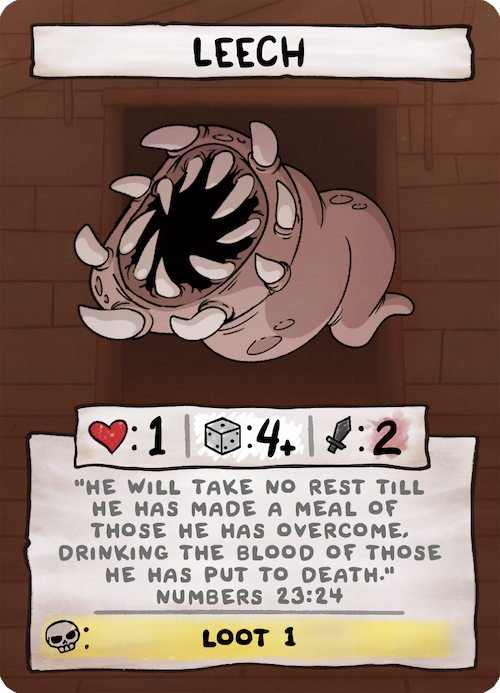 LEECH
:1 :4+ :2
"HE WILL TAKE NO REST TILL
HE HAS MADE A MEAL OF
THOSE HE HAS OVERCOME,
DRINKING THE BLOOD OF THOSE
HE HAS PUT TO DEATH."
NUMBERS 23:24
: LOOT 1